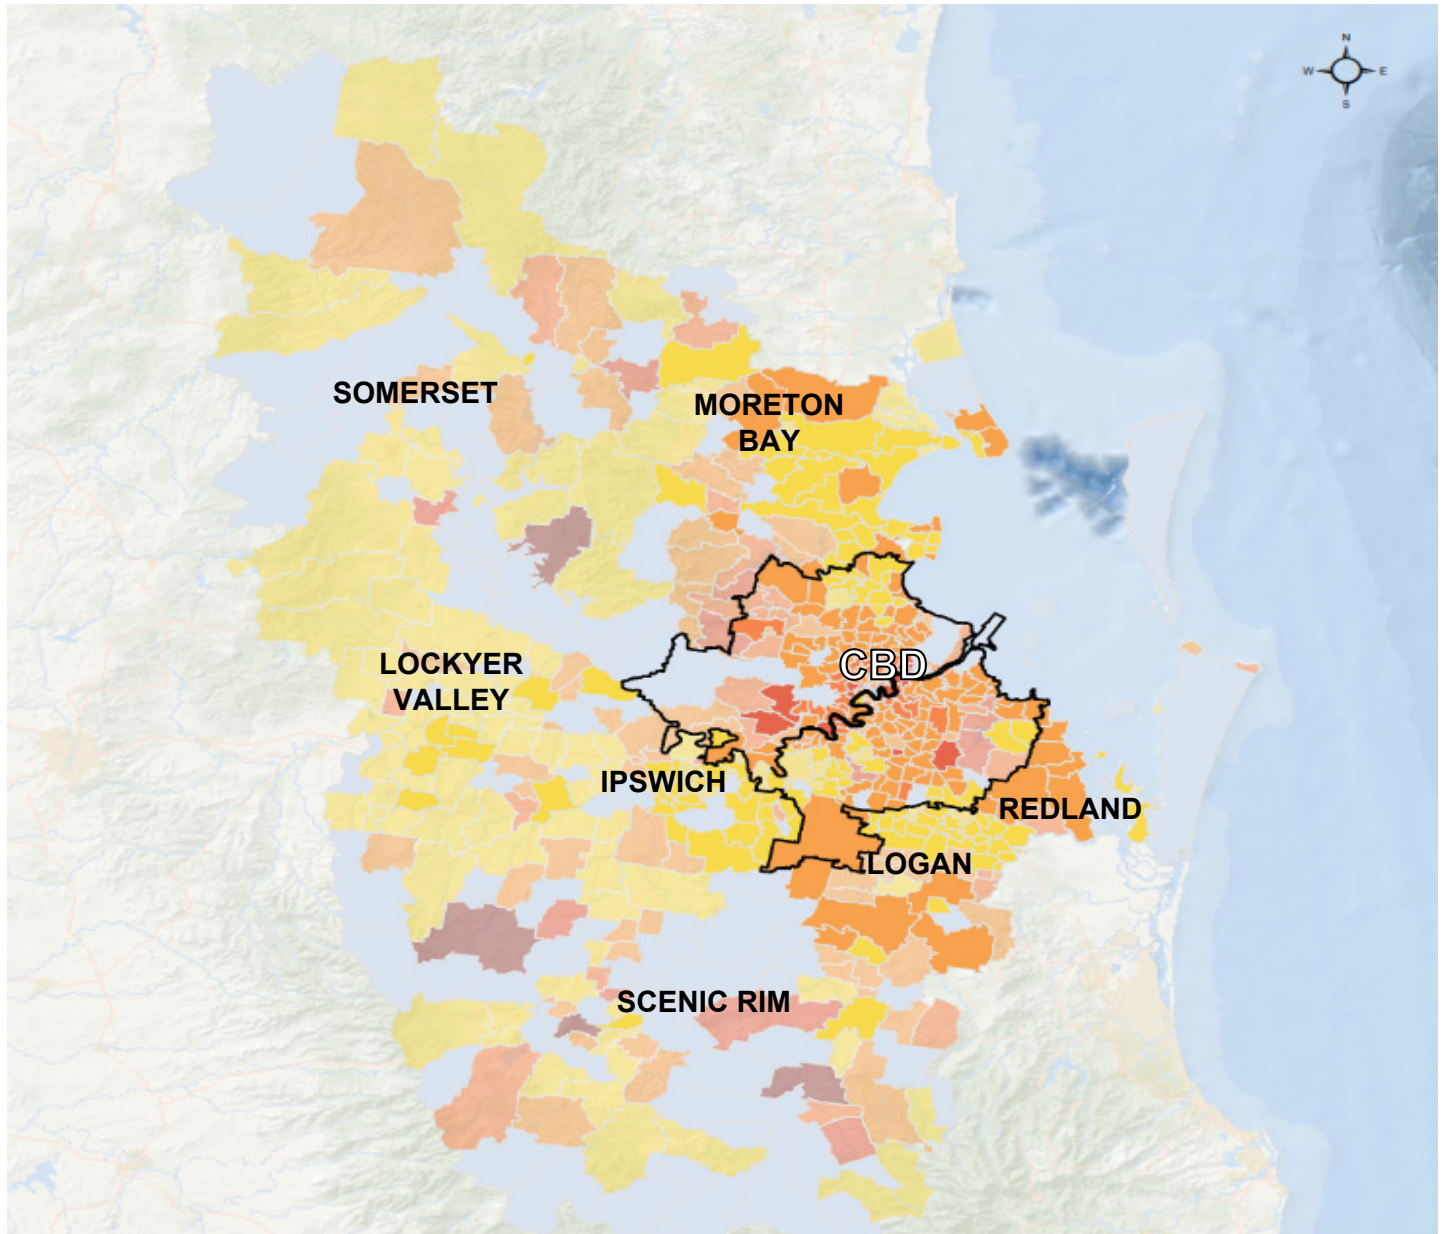 N
W E
S
SOMERSET
MORETON
BAY
CBD
LOCKYER
VALLEY
IPSWICH
REDLAND
LOGAN
SCENIC RIM